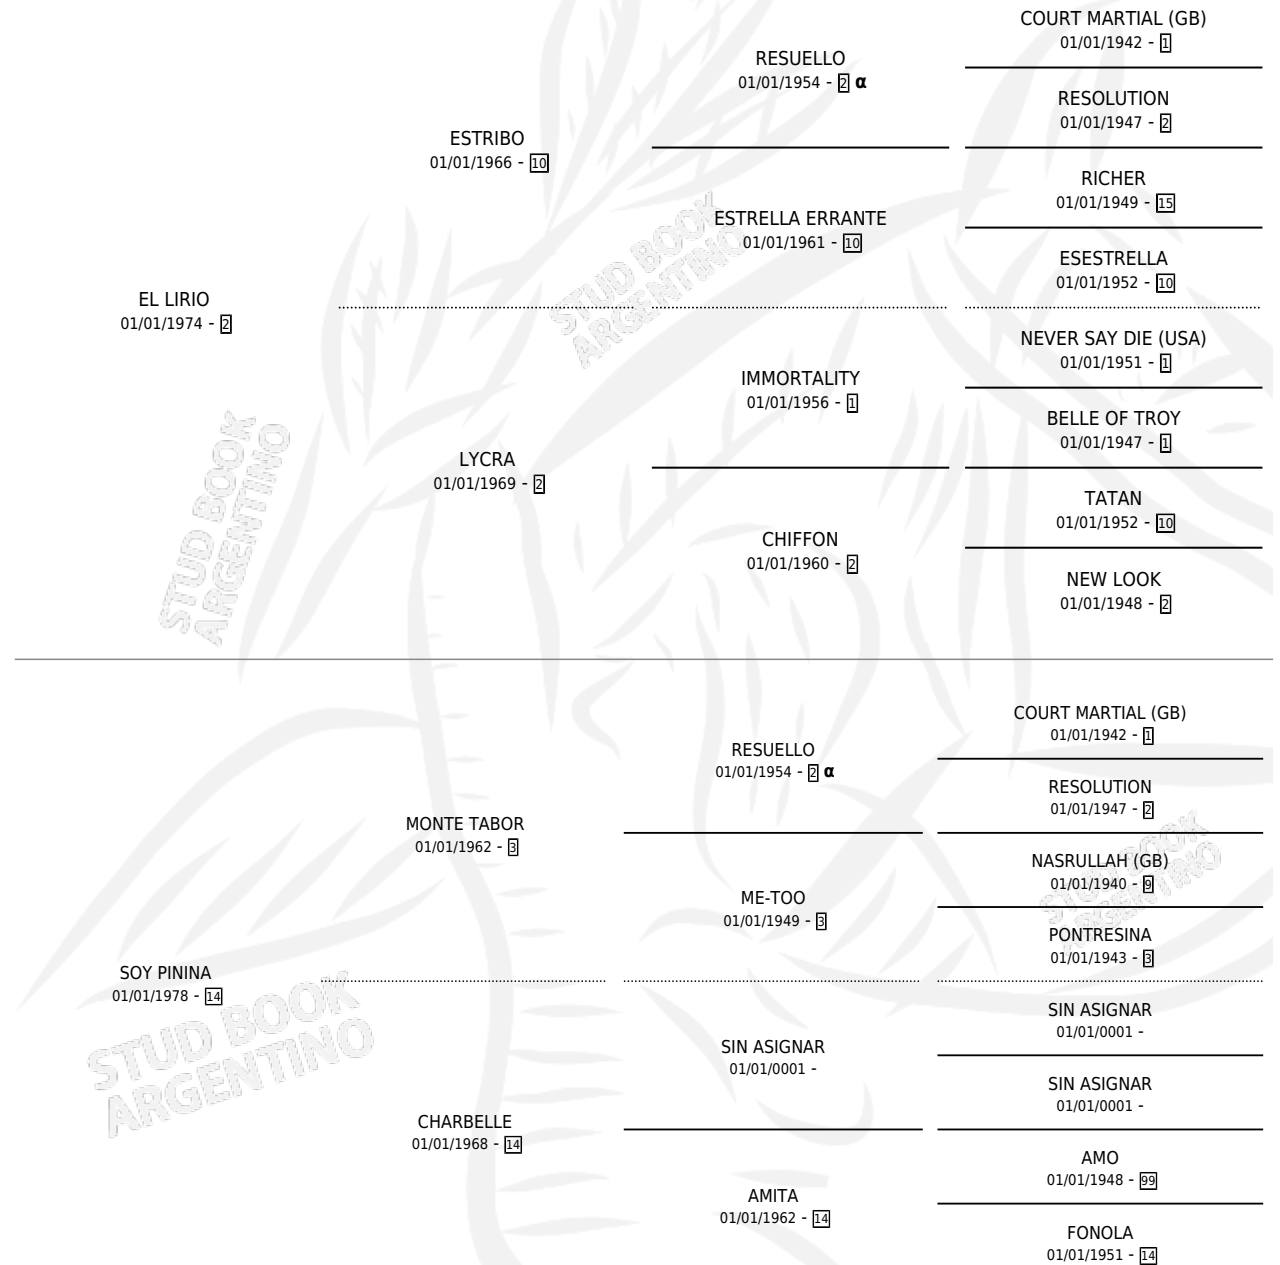 COURT MARTIAL (GB)
01/01/1942 - 1
RESUELLO
01/01/1954 - 2 α
RESOLUTION
01/01/1947 - 2
ESTRIBO
01/01/1966 - 10
RICHER
01/01/1949 - 15
ESTRELLA ERRANTE
01/01/1961 - 10
ESESTRELLA
01/01/1952 - 10
EL LIRIO
01/01/1974 - 2
NEVER SAY DIE (USA)
01/01/1951 - 1
IMMORTALITY
01/01/1956 - 1
BELLE OF TROY
01/01/1947 - 1
LYCRA
01/01/1969 - 2
TATAN
01/01/1952 - 10
CHIFFON
01/01/1960 - 2
NEW LOOK
01/01/1948 - 2
COURT MARTIAL (GB)
01/01/1942 - 1
RESUELLO
01/01/1954 - 2 α
RESOLUTION
01/01/1947 - 2
MONTE TABOR
01/01/1962 - 3
NASRULLAH (GB)
01/01/1940 - 9
ME-TOO
01/01/1949 - 3
PONTRESINA
01/01/1943 - 3
SOY PININA
01/01/1978 - 14
SIN ASIGNAR
01/01/0001 -
SIN ASIGNAR
01/01/0001 -
SIN ASIGNAR
01/01/0001 -
CHARBELLE
01/01/1968 - 14
AMO
01/01/1948 - 99
AMITA
01/01/1962 - 14
FONOLA
01/01/1951 - 14
STUD BOOK
ARGENTINO
STUD BOOK
ARGENTINO
STUD BOOK
ARGENTINO
STUD BOOK
ARGENTINO